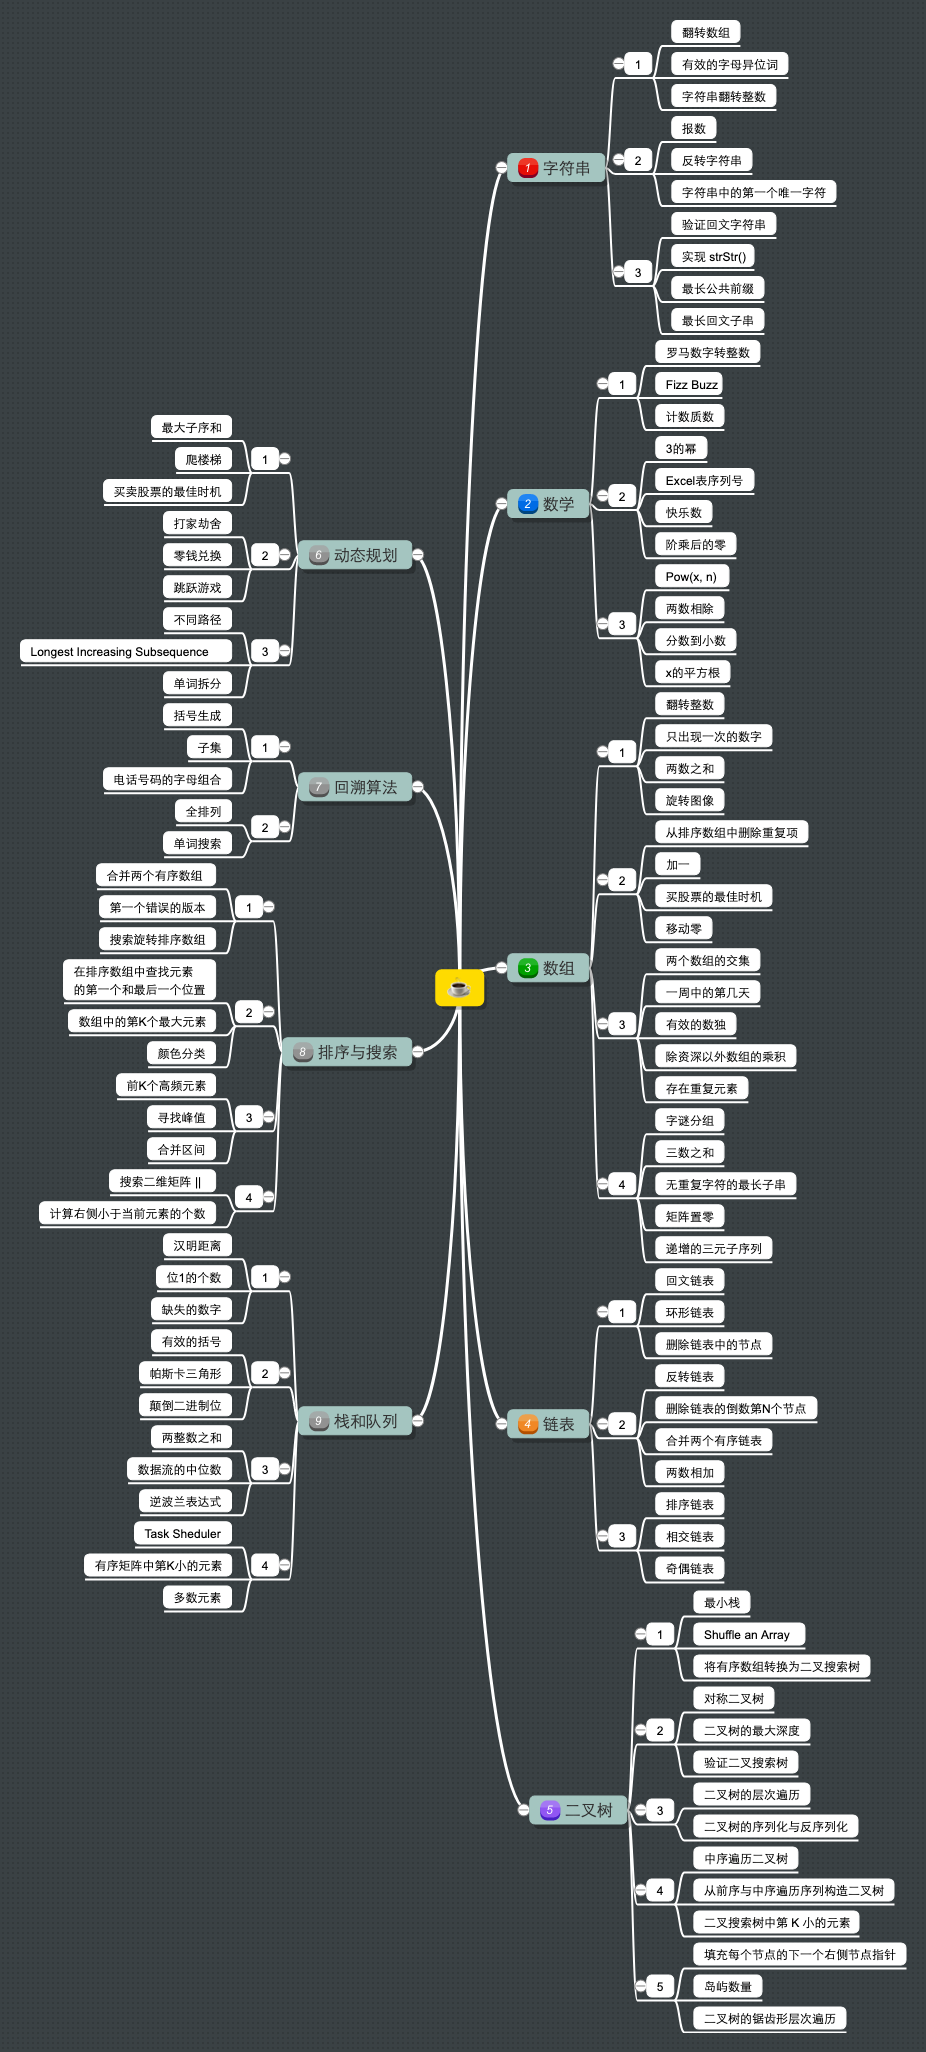 1 字符串
1
翻转数组
有效的字母异位词
字符串翻转整数
2
报数
反转字符串
字符串中的第一个唯一字符
3
验证回文字符串
实现 strStr()
最长公共前缀
最长回文子串
2 数学
1
罗马数字转整数
Fizz Buzz
计数质数
2
3的幂
Excel表序列号
快乐数
阶乘后的零
3
Pow(x, n)
两数相除
分数到小数
x的平方根
3 数组
1
翻转整数
只出现一次的数字
两数之和
旋转图像
2
从排序数组中删除重复项
加一
买股票的最佳时机
移动零
3
两个数组的交集
一周中的第几天
有效的数独
除资深以外数组的乘积
存在重复元素
4
字谜分组
三数之和
无重复字符的最长子串
矩阵置零
递增的三元子序列
4 链表
1
回文链表
环形链表
删除链表中的节点
2
反转链表
删除链表的倒数第N个节点
合并两个有序链表
两数相加
3
排序链表
相交链表
奇偶链表
5 二叉树
1
最小栈
Shuffle an Array
将有序数组转换为二叉搜索树
2
对称二叉树
二叉树的最大深度
验证二叉搜索树
3
二叉树的层次遍历
二叉树的序列化与反序列化
4
中序遍历二叉树
从前序与中序遍历序列构造二叉树
二叉搜索树中第 K 小的元素
5
填充每个节点的下一个右侧节点指针
岛屿数量
二叉树的锯齿形层次遍历
6 动态规划
1
最大子序和
爬楼梯
买卖股票的最佳时机
2
打家劫舍
零钱兑换
跳跃游戏
3
不同路径
Longest Increasing Subsequence
单词拆分
7 回溯算法
1
括号生成
子集
电话号码的字母组合
2
全排列
单词搜索
8 排序与搜索
1
合并两个有序数组
第一个错误的版本
搜索旋转排序数组
2
在排序数组中查找元素
的第一个和最后一个位置
数组中的第K个最大元素
颜色分类
3
前K个高频元素
寻找峰值
合并区间
4
搜索二维矩阵 ||
计算右侧小于当前元素的个数
9 栈和队列
1
汉明距离
位1的个数
缺失的数字
2
有效的括号
帕斯卡三角形
颠倒二进制位
3
两整数之和
数据流的中位数
逆波兰表达式
4
Task Sheduler
有序矩阵中第K小的元素
多数元素